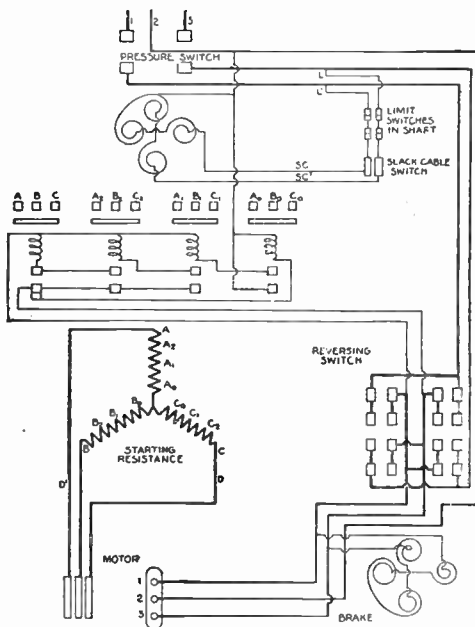 1 2 3
PRESSURE SWITCH
L
L'
LIMIT
SWITCHES
IN SHAFT
SC
SC'
SLACK CABLE
SWITCH
A B C A₂ B₂ C₂ A₁ B₁ C₁ A₀ B₀ C₀
REVERSING
SWITCH
A
A₂
A₁
A₀
B₀ C₀
B₁ C₁
B₂ C₂
B C
STARTING
RESISTANCE
D' D
MOTOR
1
2
3
BRAKE